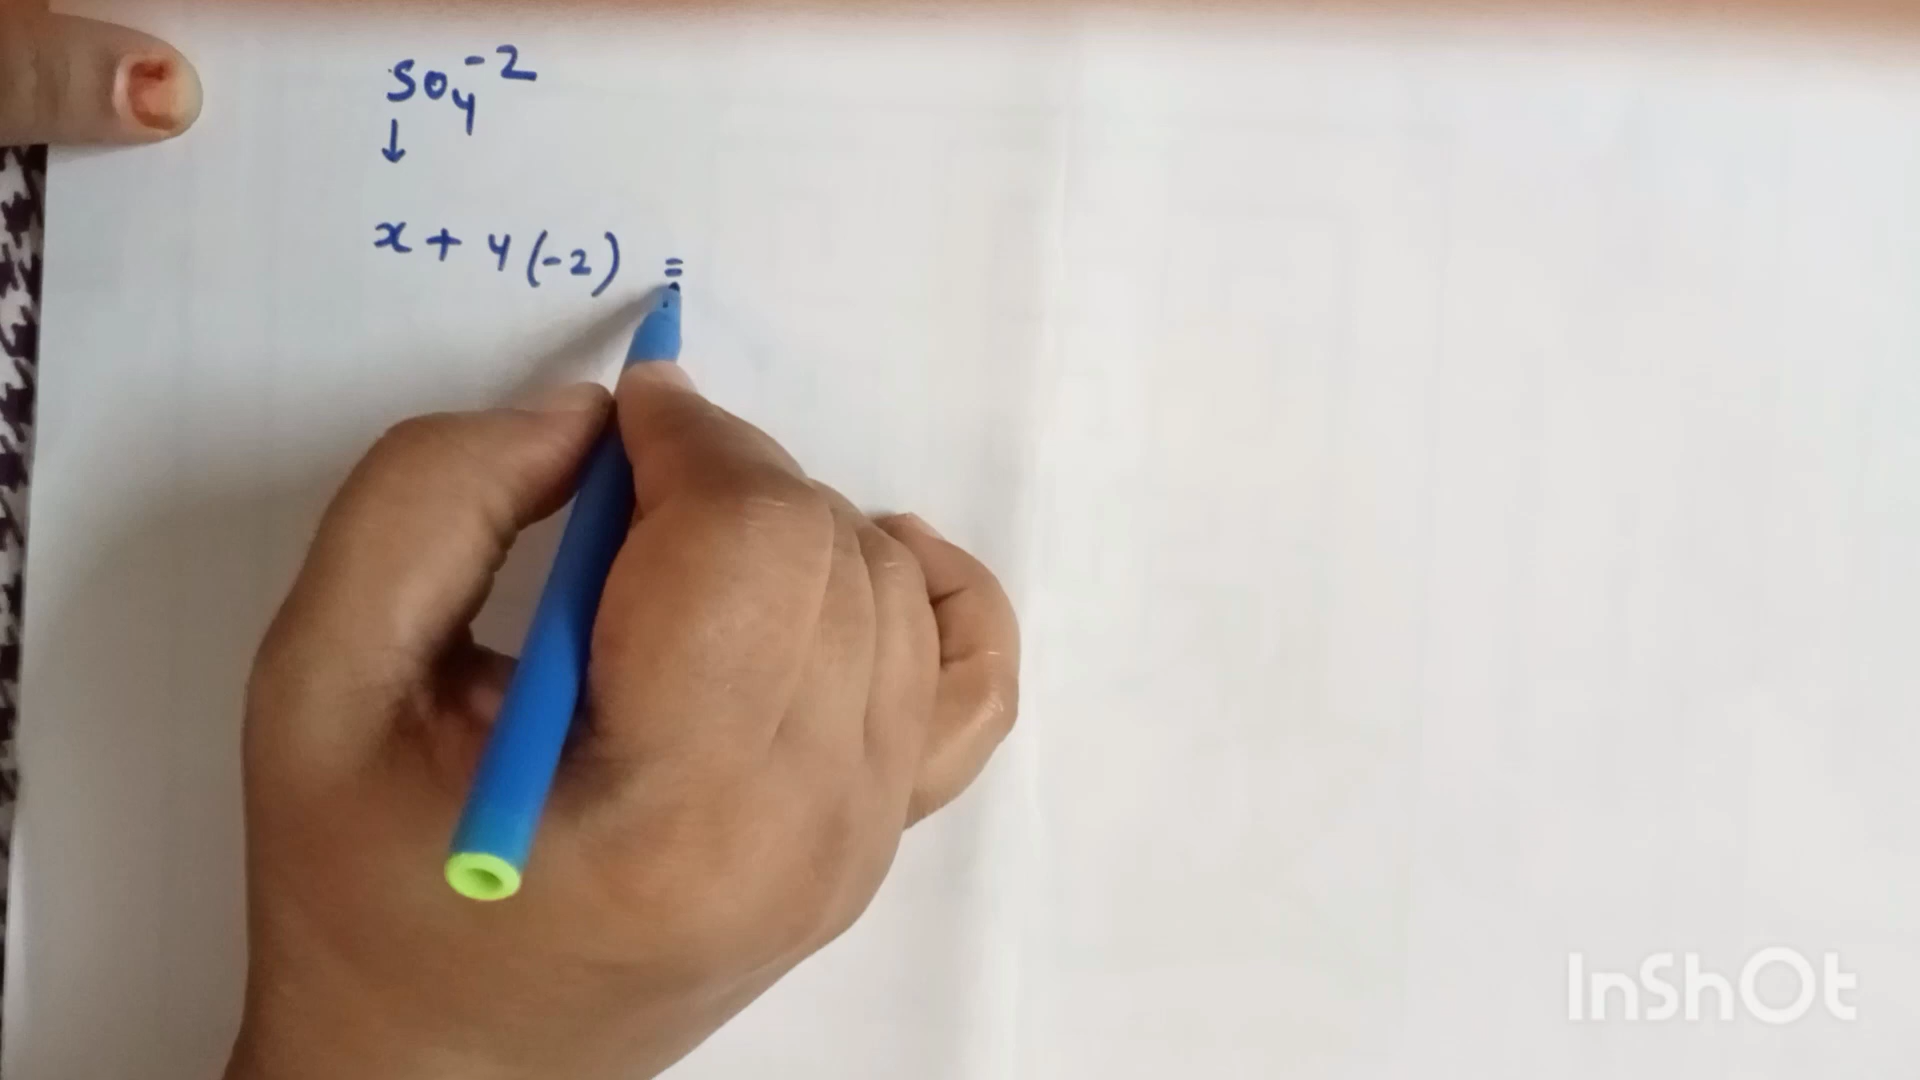 SO₄⁻²
↓
x + 4(-2) =
InShOt